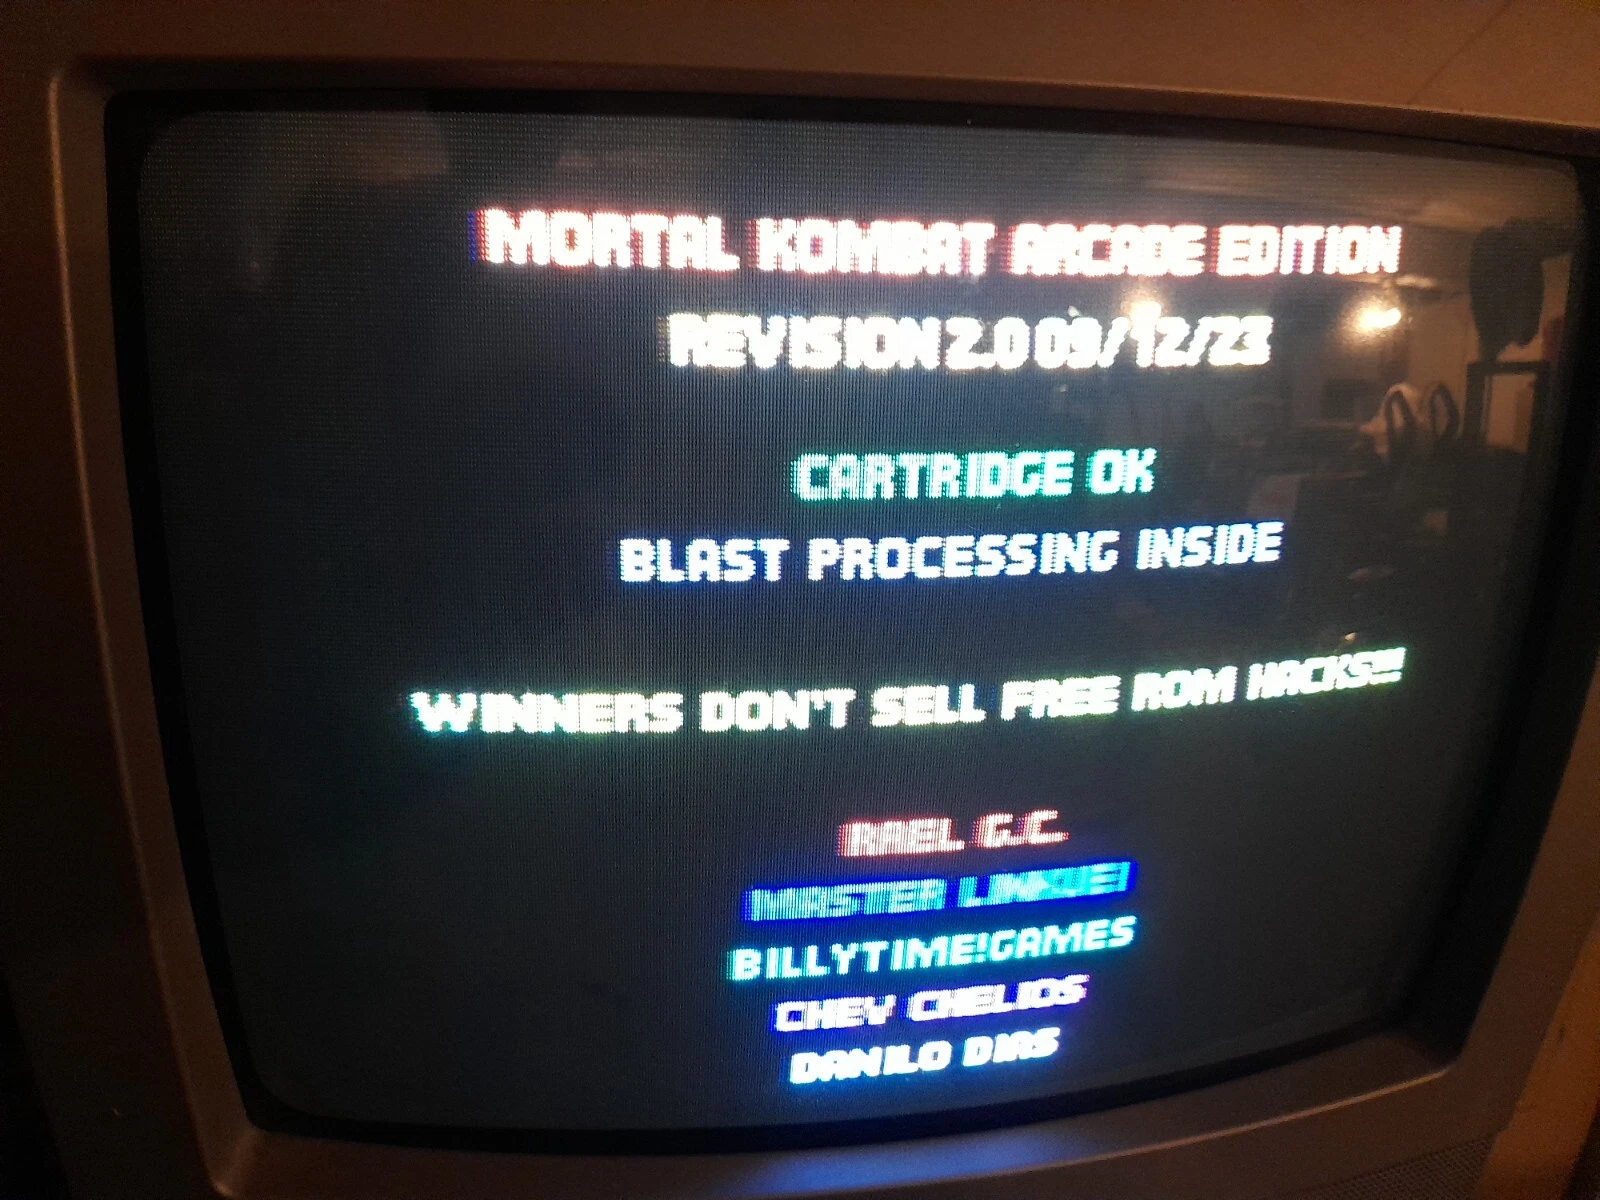 MORTAL KOMBAT ARCADE EDITION
REVISION 2.0 09/12/23
CARTRIDGE OK
BLAST PROCESSING INSIDE
WINNERS DON'T SELL FREE ROM HACKS!!!
RAEL G.C.
MASTER LINKUEI
BILLYTIME!GAMES
CHEV CHELIOS
DANILO DIAS